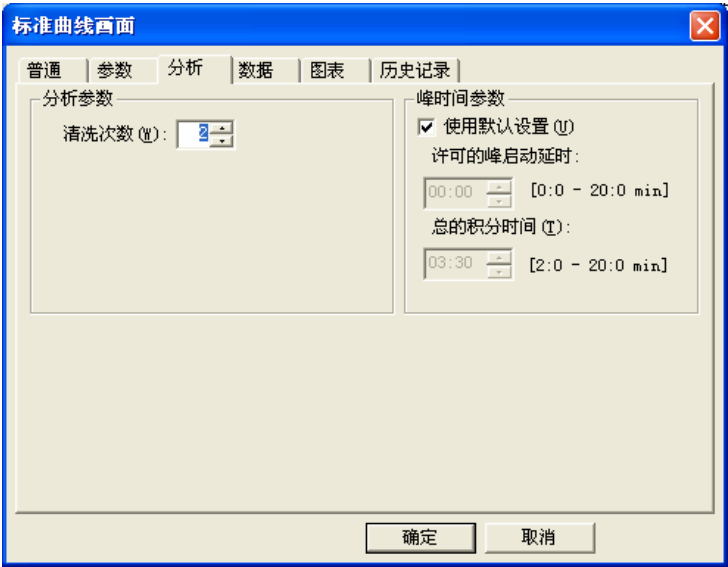 标准曲线画面
普通 参数 分析 数据 图表 历史记录
分析参数
清洗次数(W): 2
峰时间参数
使用默认设置(U)
许可的峰启动延时:
00:00 [0:0 - 20:0 min]
总的积分时间(T):
03:30 [2:0 - 20:0 min]
确定 取消